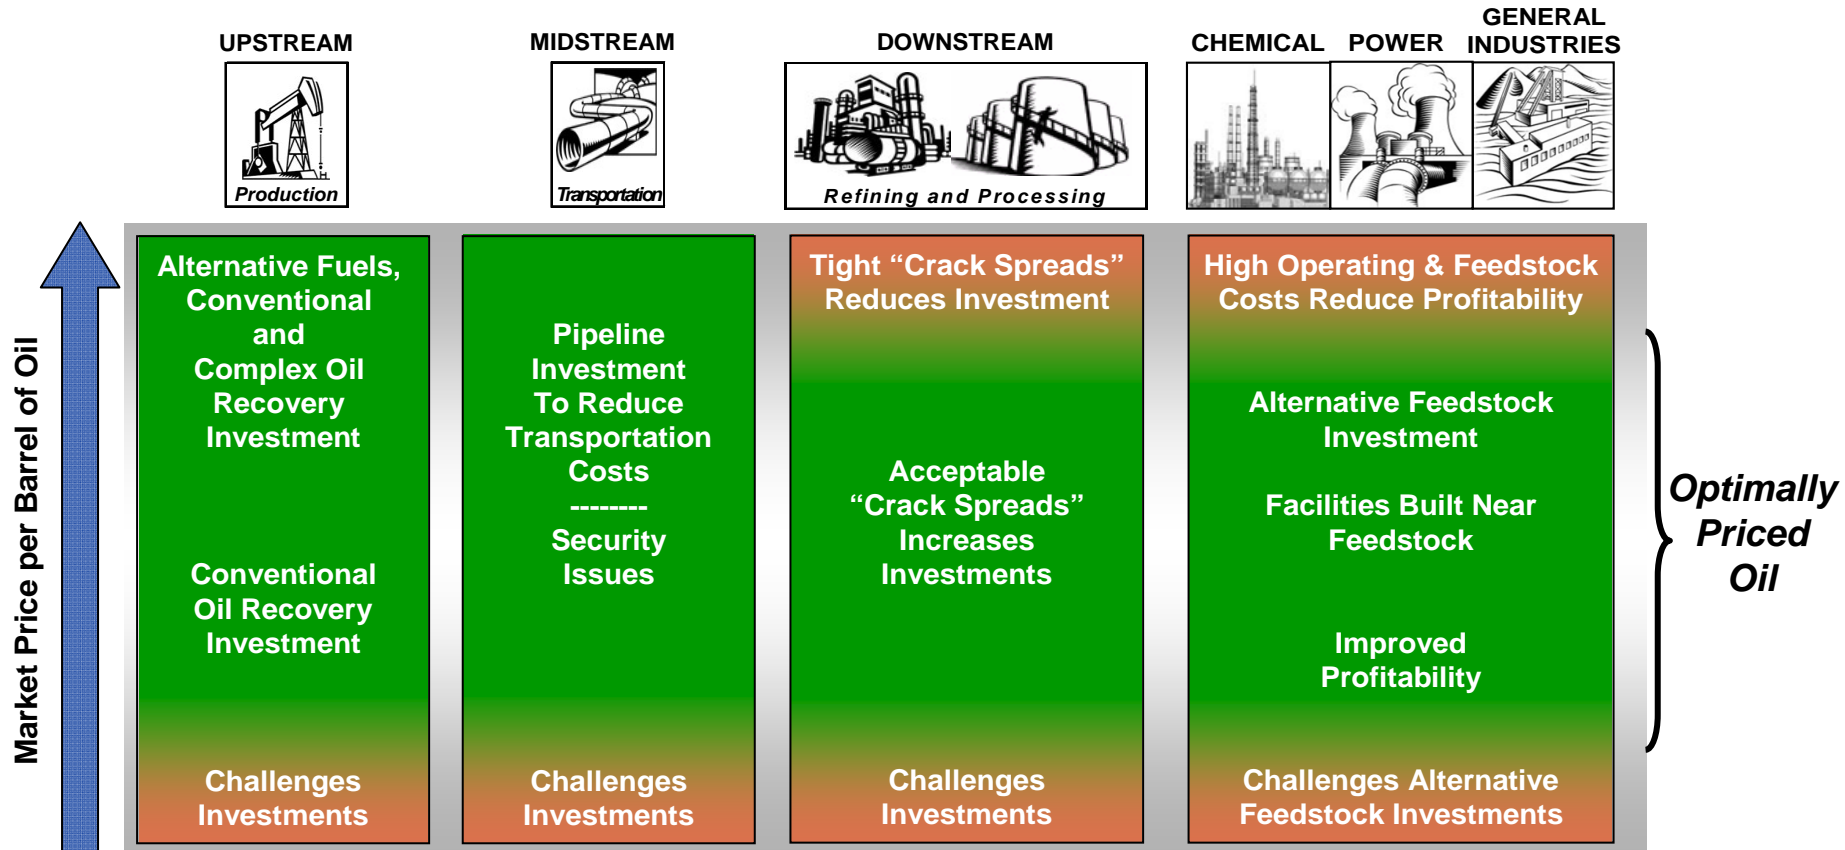 UPSTREAM
MIDSTREAM
DOWNSTREAM
CHEMICAL
POWER
GENERAL
INDUSTRIES
Production
Transportation
Refining and Processing
Market Price per Barrel of Oil
Alternative Fuels,
Conventional
and
Complex Oil
Recovery
Investment
Conventional
Oil Recovery
Investment
Challenges
Investments
Pipeline
Investment
To Reduce
Transportation
Costs
--------
Security
Issues
Challenges
Investments
Tight “Crack Spreads”
Reduces Investment
Acceptable
“Crack Spreads”
Increases
Investments
Challenges
Investments
High Operating & Feedstock
Costs Reduce Profitability
Alternative Feedstock
Investment
Facilities Built Near
Feedstock
Improved
Profitability
Challenges Alternative
Feedstock Investments
Optimally
Priced
Oil